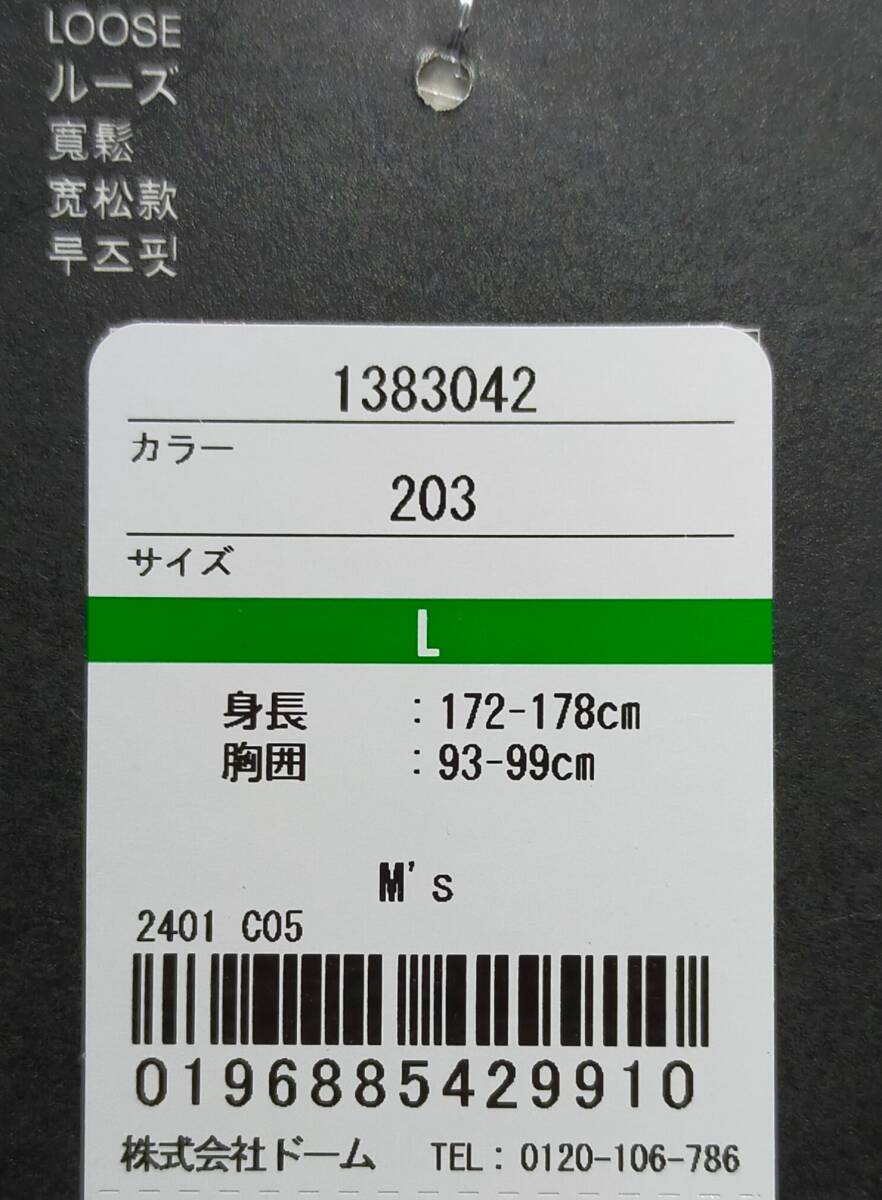 LOOSE
ルーズ
寬鬆
宽松款
루즈핏
1383042
カラー
203
サイズ
L
身長 : 172-178cm
胸囲 : 93-99cm
M's
2401 C05
0196885429910
株式会社ドーム TEL: 0120-106-786